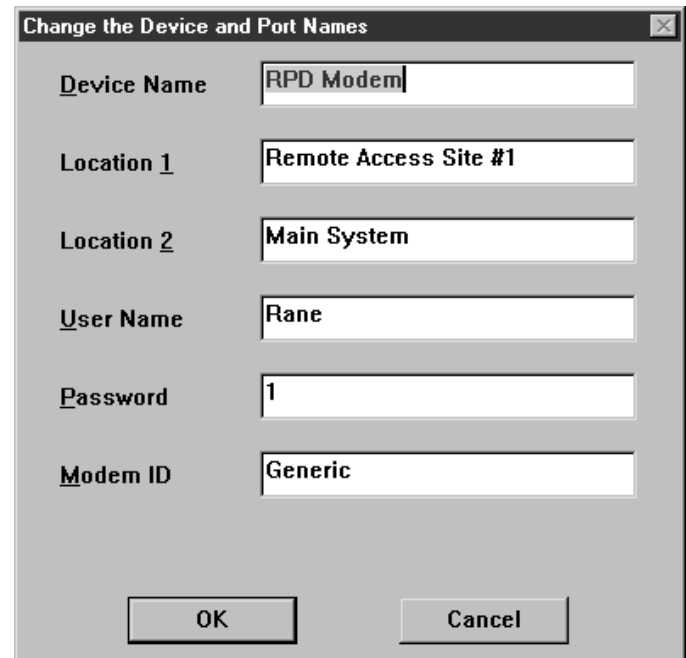 Change the Device and Port Names
Device Name RPD Modem
Location 1 Remote Access Site #1
Location 2 Main System
User Name Rane
Password 1
Modem ID Generic
OK Cancel